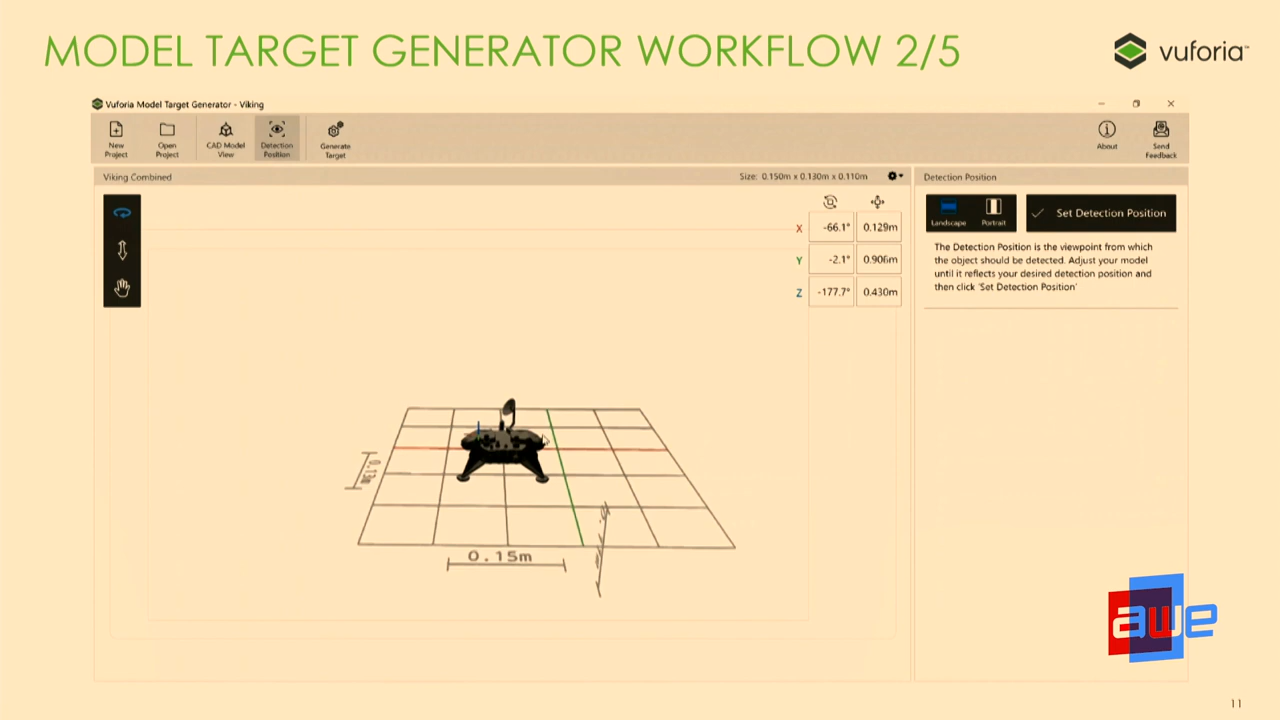 MODEL TARGET GENERATOR WORKFLOW 2/5
vuforia™
Vuforia Model Target Generator - Viking
New Project
Open Project
CAD Model View
Detection Position
Generate Target
About
Send Feedback
Viking Combined
Size: 0.150m x 0.130m x 0.110m
Detection Position
X -66.1° 0.129m
Y -2.1° 0.906m
Z -177.7° 0.430m
Landscape
Portrait
Set Detection Position
The Detection Position is the viewpoint from which
the object should be detected. Adjust your model
until it reflects your desired detection position and
then click 'Set Detection Position'
0.13m
0.15m
awe
11